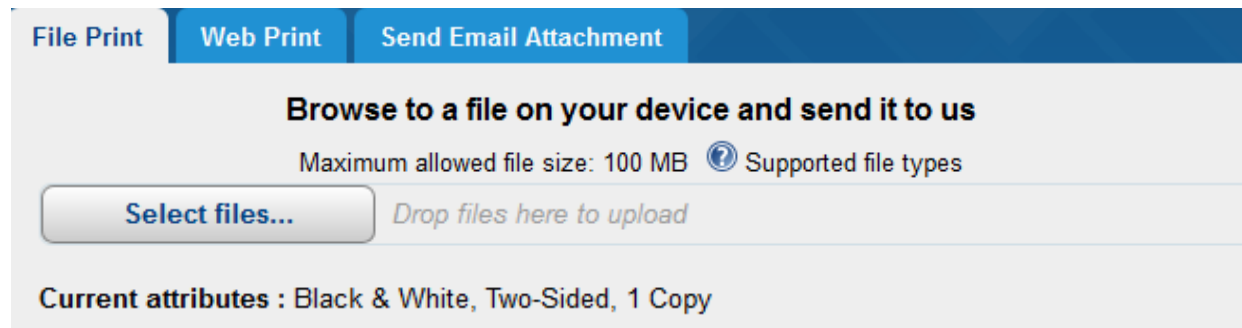 File Print Web Print Send Email Attachment
Browse to a file on your device and send it to us
Maximum allowed file size: 100 MB ? Supported file types
Select files... Drop files here to upload
Current attributes : Black & White, Two-Sided, 1 Copy